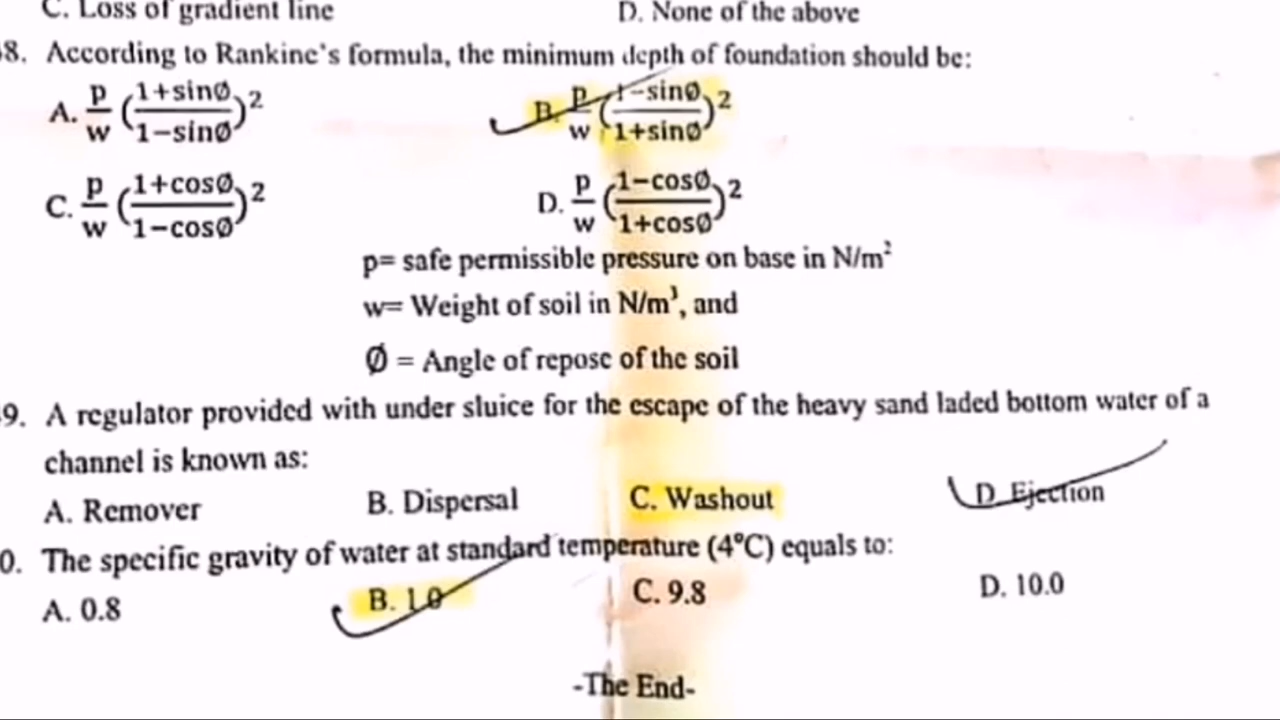 C. Loss of gradient line D. None of the above
8. According to Rankine's formula, the minimum depth of foundation should be:
A. p/w (1+sinØ/1−sinØ)² B. p/w (1−sinØ/1+sinØ)²
C. p/w (1+cosØ/1−cosØ)² D. p/w (1−cosØ/1+cosØ)²
p= safe permissible pressure on base in N/m²
w= Weight of soil in N/m³, and
Ø = Angle of repose of the soil
9. A regulator provided with under sluice for the escape of the heavy sand laded bottom water of a
channel is known as:
A. Remover B. Dispersal C. Washout D. Ejection
0. The specific gravity of water at standard temperature (4°C) equals to:
A. 0.8 B. 1.0 C. 9.8 D. 10.0
-The End-